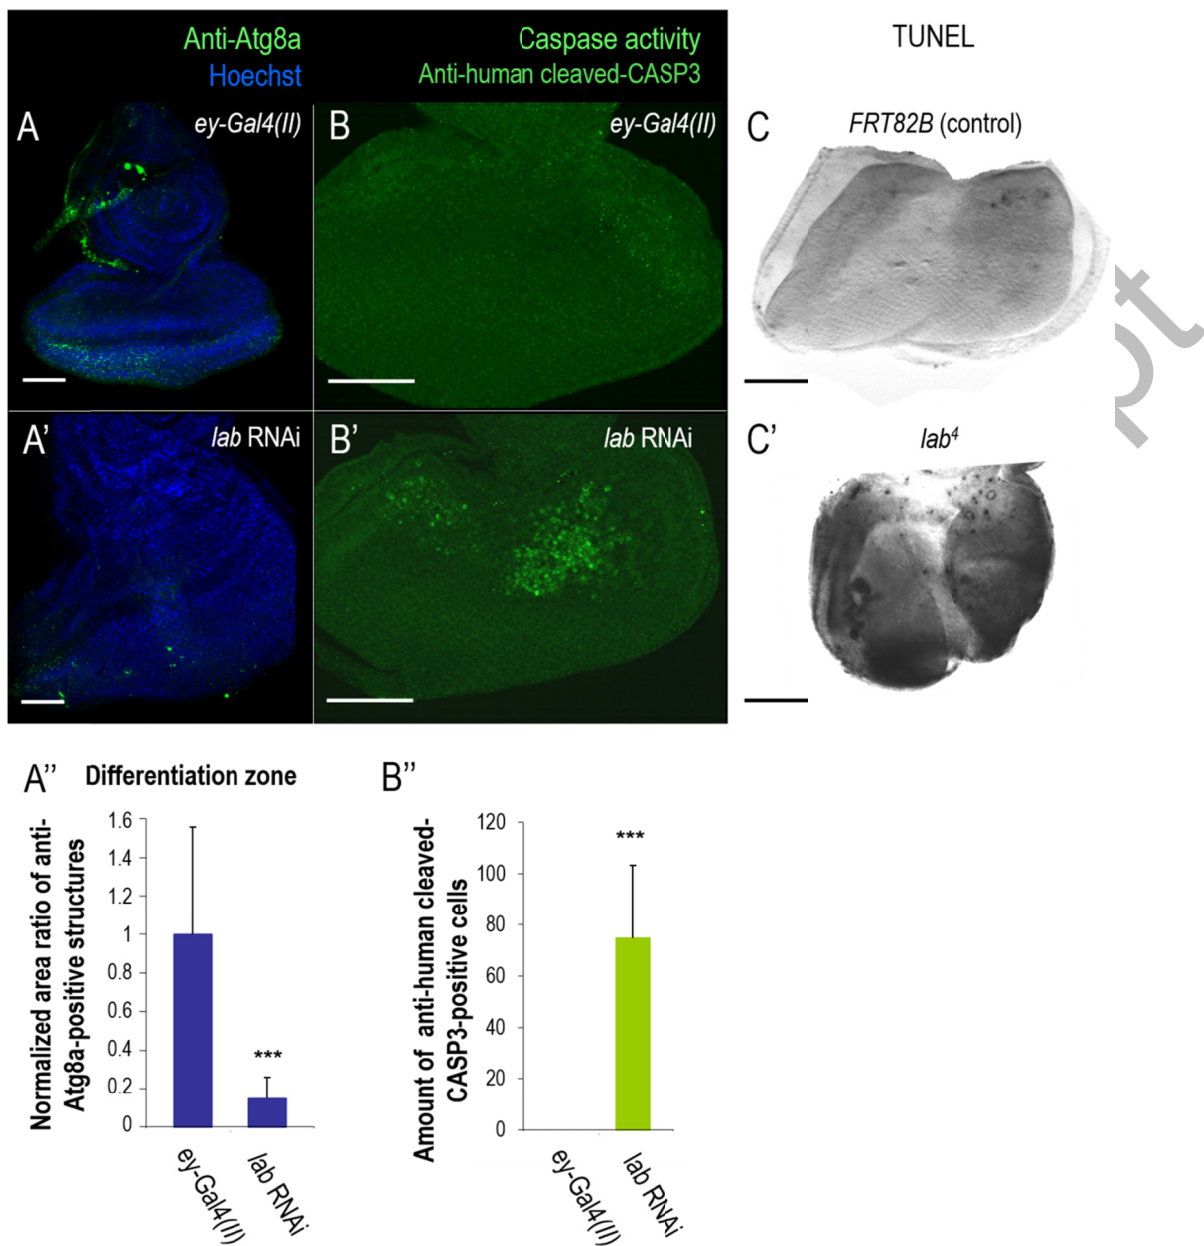 Anti-Atg8a
Hoechst
Caspase activity
Anti-human cleaved-CASP3
TUNEL
A
ey-Gal4(II)
B
ey-Gal4(II)
C
FRT82B (control)
A'
lab RNAi
B'
lab RNAi
C'
lab⁴
pt
A''
Differentiation zone
Normalized area ratio of anti-
Atg8a-positive structures
1.6
1.4
1.2
1
0.8
0.6
0.4
0.2
0
***
ey-Gal4(II)
lab RNAi
B''
Amount of anti-human cleaved-
CASP3-positive cells
120
100
80
60
40
20
0
***
ey-Gal4(II)
lab RNAi